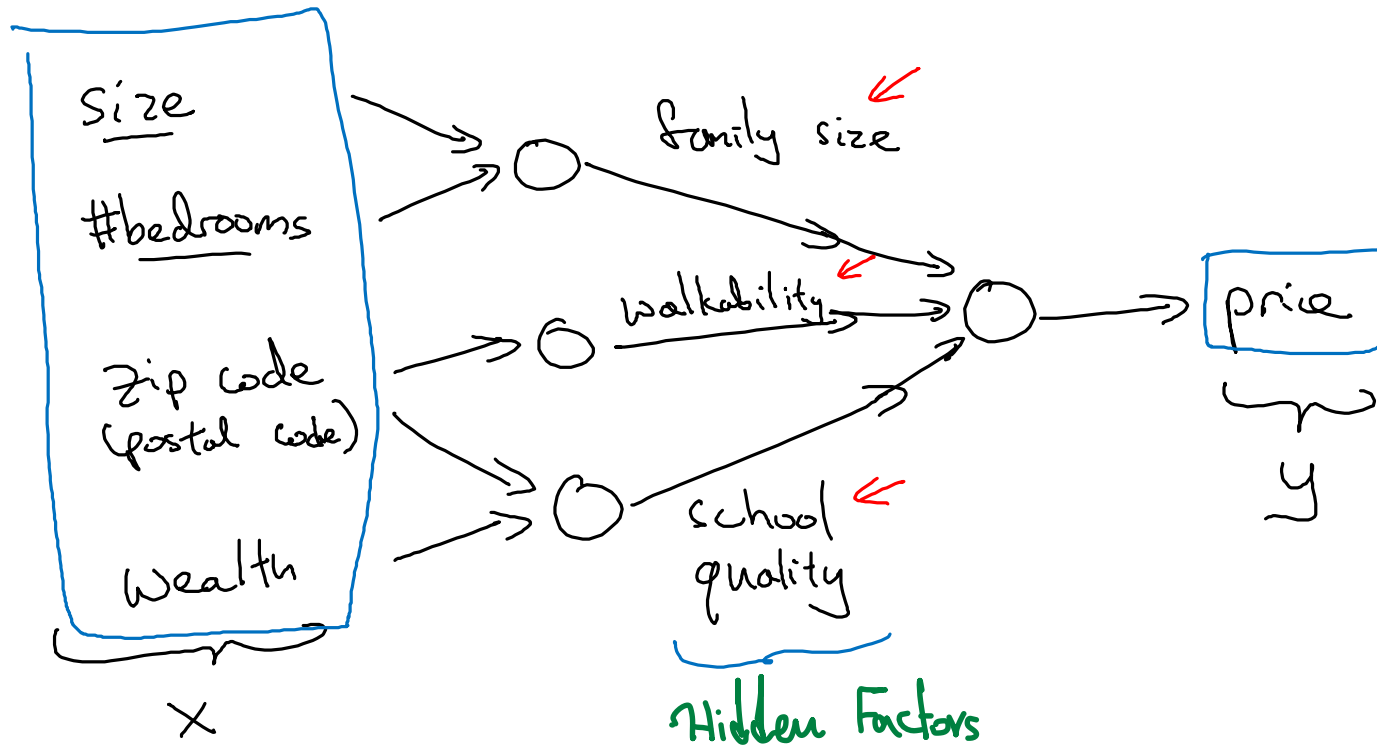 size
family size
#bedrooms
walkability
price
zip code
(postal code)
y
school
quality
wealth
x
Hidden Factors